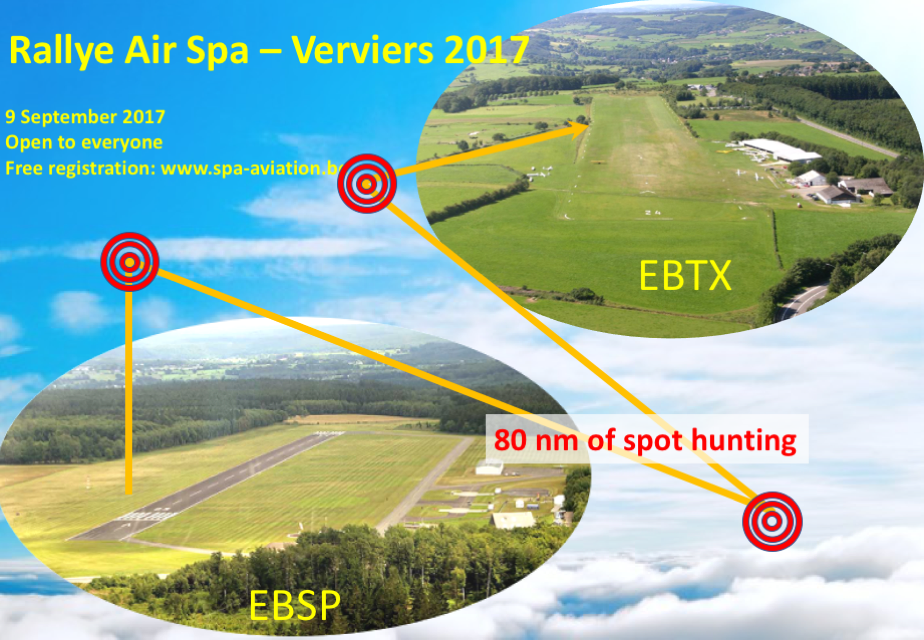 Rallye Air Spa – Verviers 2017
9 September 2017
Open to everyone
Free registration: www.spa-aviation.be
24
EBTX
80 nm of spot hunting
EBSP